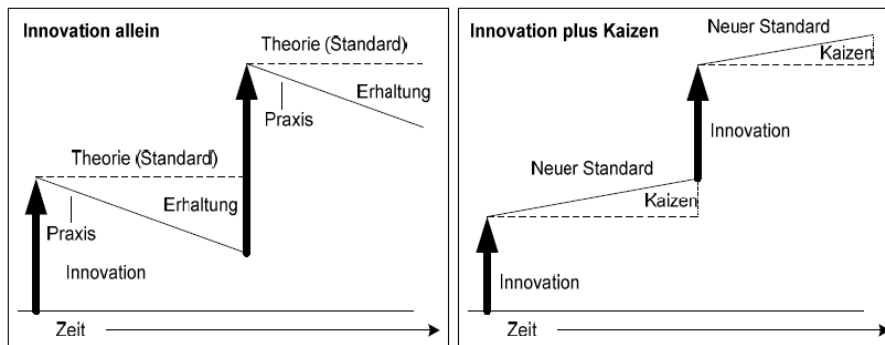 Innovation allein
Theorie (Standard)
Erhaltung
Praxis
Theorie (Standard)
Erhaltung
Praxis
Innovation
Zeit
Innovation plus Kaizen
Neuer Standard
Kaizen
Innovation
Neuer Standard
Kaizen
Innovation
Zeit